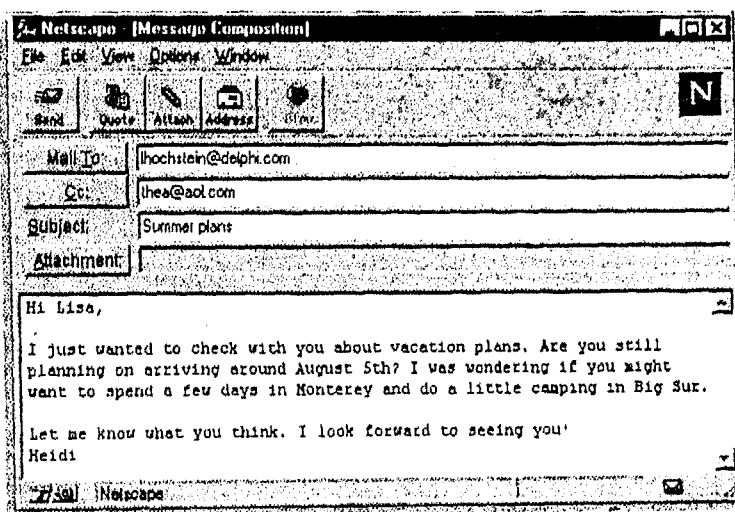 Netscape - [Message Composition]
File Edit View Options Window
Send Quote Attach Address Stop
N
Mail To: lhochstein@delphi.com
Cc: thea@aol.com
Subject: Summer plans
Attachment:
Hi Lisa,
I just wanted to check with you about vacation plans. Are you still
planning on arriving around August 5th? I was wondering if you might
want to spend a few days in Monterey and do a little camping in Big Sur.
Let me know what you think. I look forward to seeing you!
Heidi
Netscape